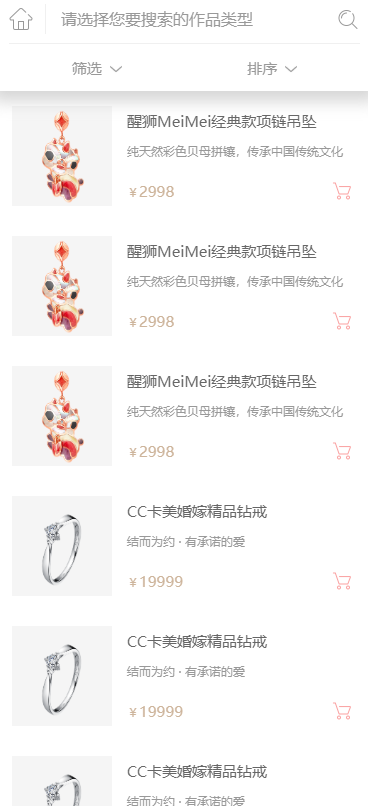 请选择您要搜索的作品类型
筛选 排序
醒狮MeiMei经典款项链吊坠
纯天然彩色贝母拼镶，传承中国传统文化
￥2998
醒狮MeiMei经典款项链吊坠
纯天然彩色贝母拼镶，传承中国传统文化
￥2998
醒狮MeiMei经典款项链吊坠
纯天然彩色贝母拼镶，传承中国传统文化
￥2998
CC卡美婚嫁精品钻戒
结而为约 · 有承诺的爱
￥19999
CC卡美婚嫁精品钻戒
结而为约 · 有承诺的爱
￥19999
CC卡美婚嫁精品钻戒
结而为约 · 有承诺的爱